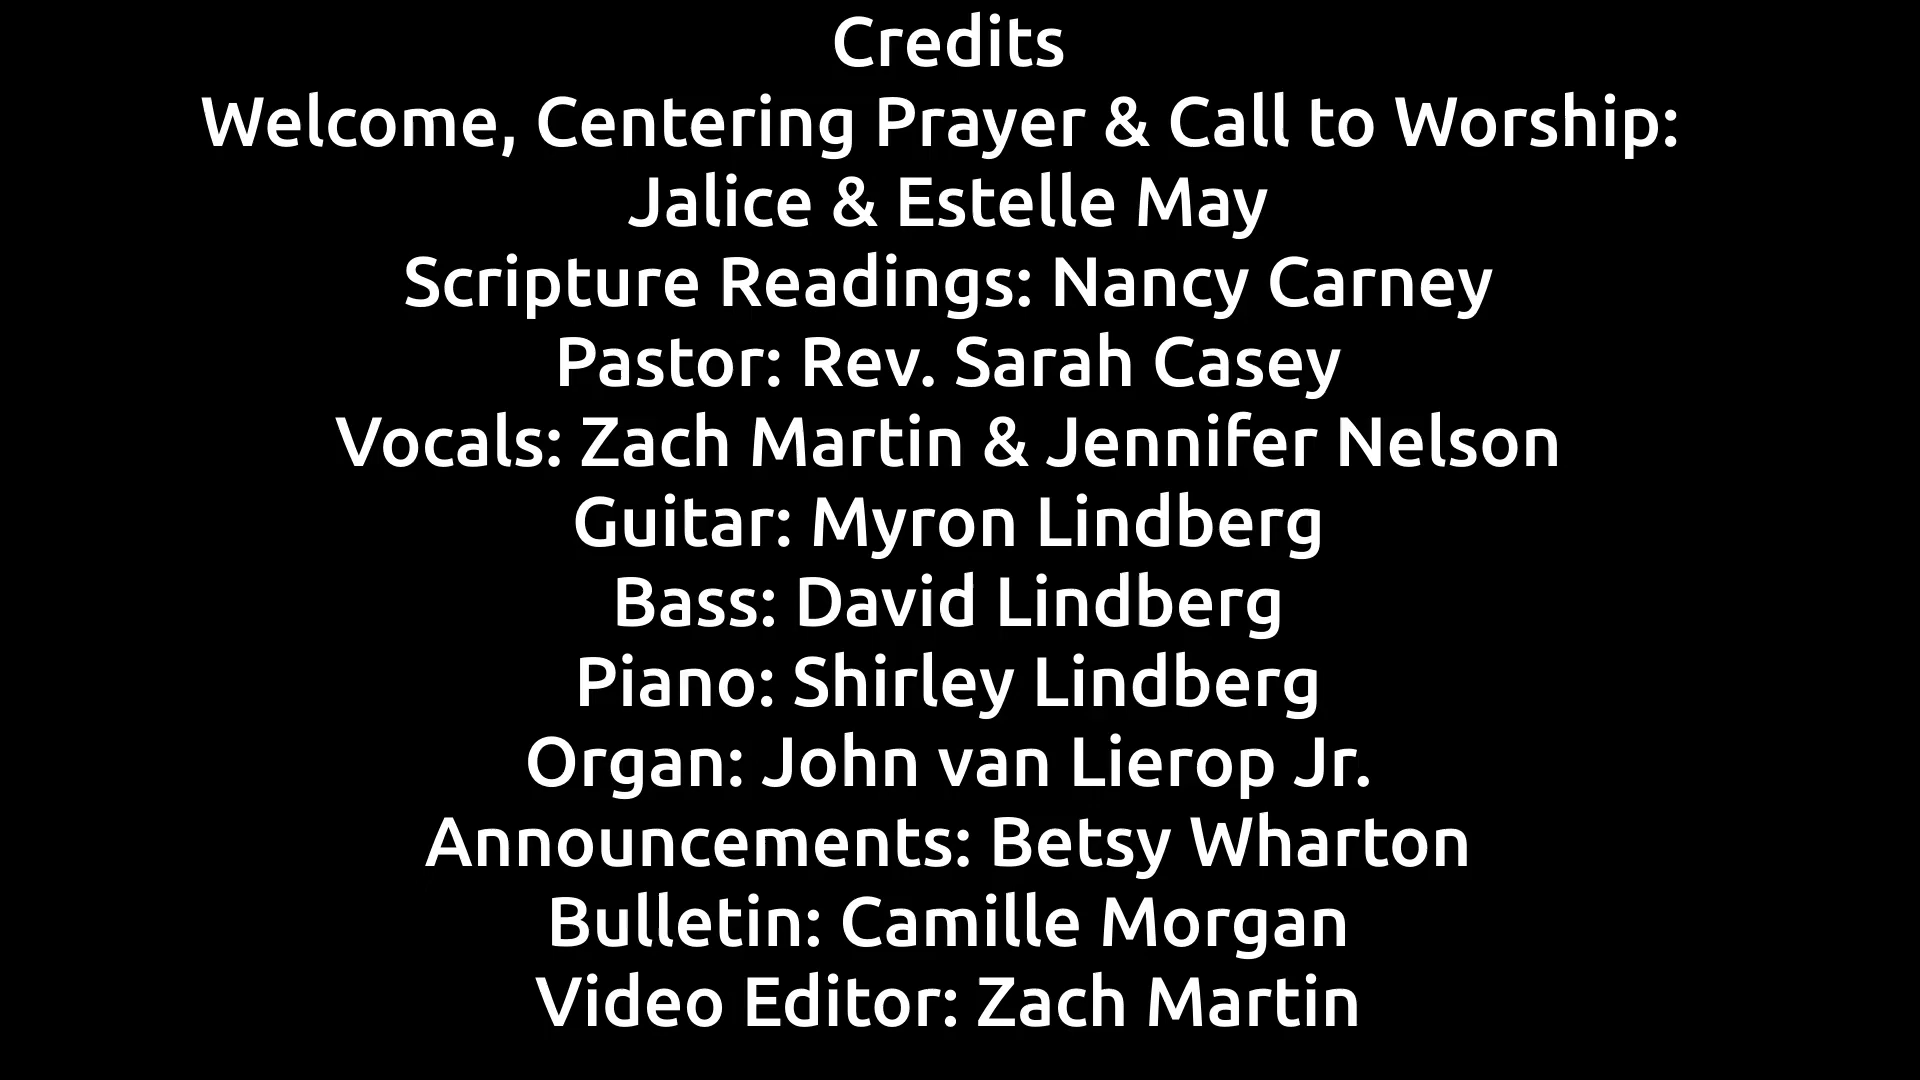 Credits
Welcome, Centering Prayer & Call to Worship:
Jalice & Estelle May
Scripture Readings: Nancy Carney
Pastor: Rev. Sarah Casey
Vocals: Zach Martin & Jennifer Nelson
Guitar: Myron Lindberg
Bass: David Lindberg
Piano: Shirley Lindberg
Organ: John van Lierop Jr.
Announcements: Betsy Wharton
Bulletin: Camille Morgan
Video Editor: Zach Martin